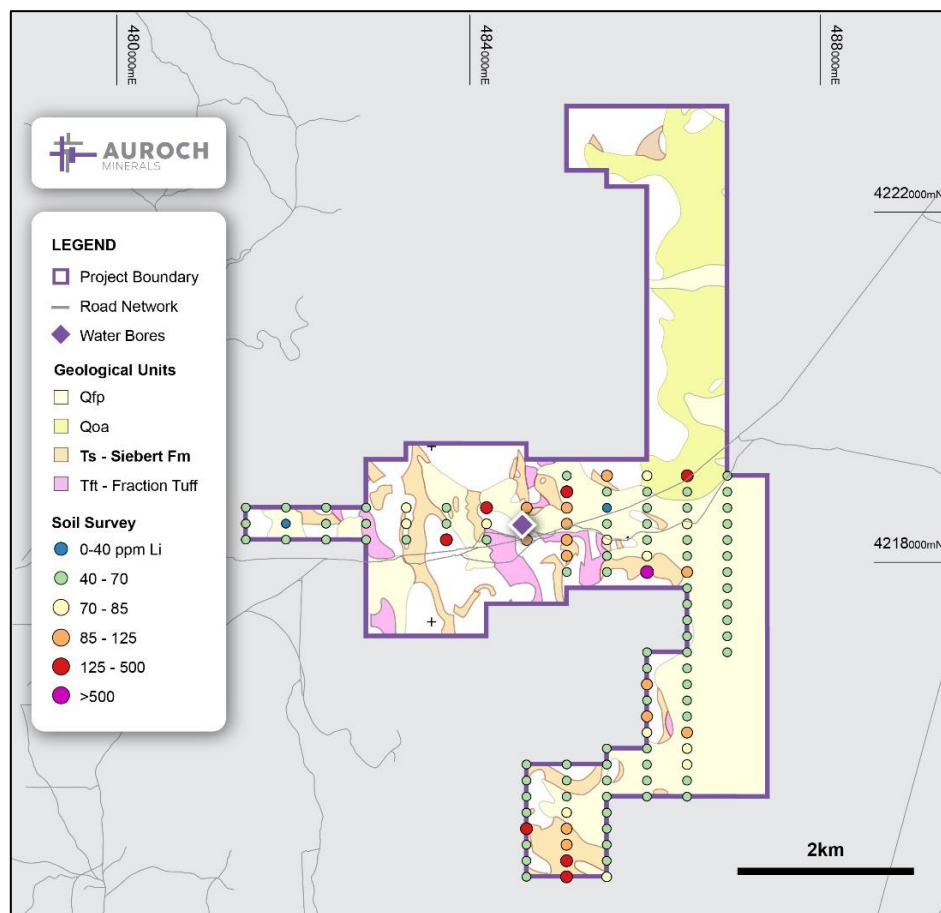 480000mE
484000mE
488000mE
AUROCH
MINERALS
4222000mN
LEGEND
Project Boundary
Road Network
Water Bores
Geological Units
Qfp
Qoa
Ts - Siebert Fm
Tft - Fraction Tuff
Soil Survey
0-40 ppm Li
40 - 70
70 - 85
85 - 125
125 - 500
>500
4218000mN
2km